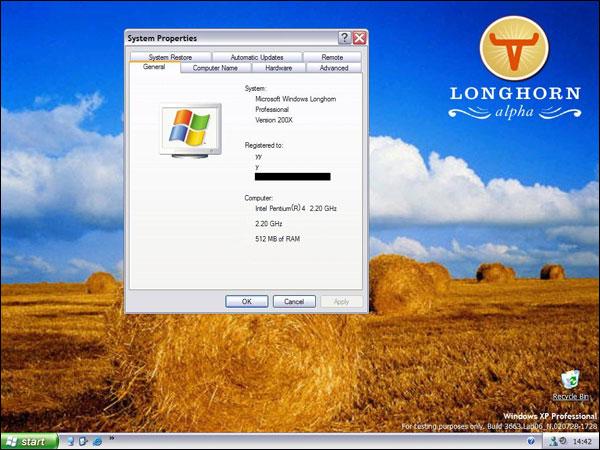 System Properties
System Restore Automatic Updates Remote
General Computer Name Hardware Advanced
System:
Microsoft Windows Longhorn
Professional
Version 200X
Registered to:
yy
y
Computer:
Intel Pentium(R) 4 2.20 GHz
2.20 GHz
512 MB of RAM
OK Cancel Apply
LONGHORN
alpha
Recycle Bin
Windows XP Professional
For testing purposes only. Build 3663.Lab06_N.020728-1728
start
14:42